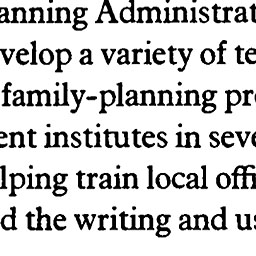 anning Administrat
velop a variety of te
family-planning pr
ent institutes in seve
lping train local offi
d the writing and us